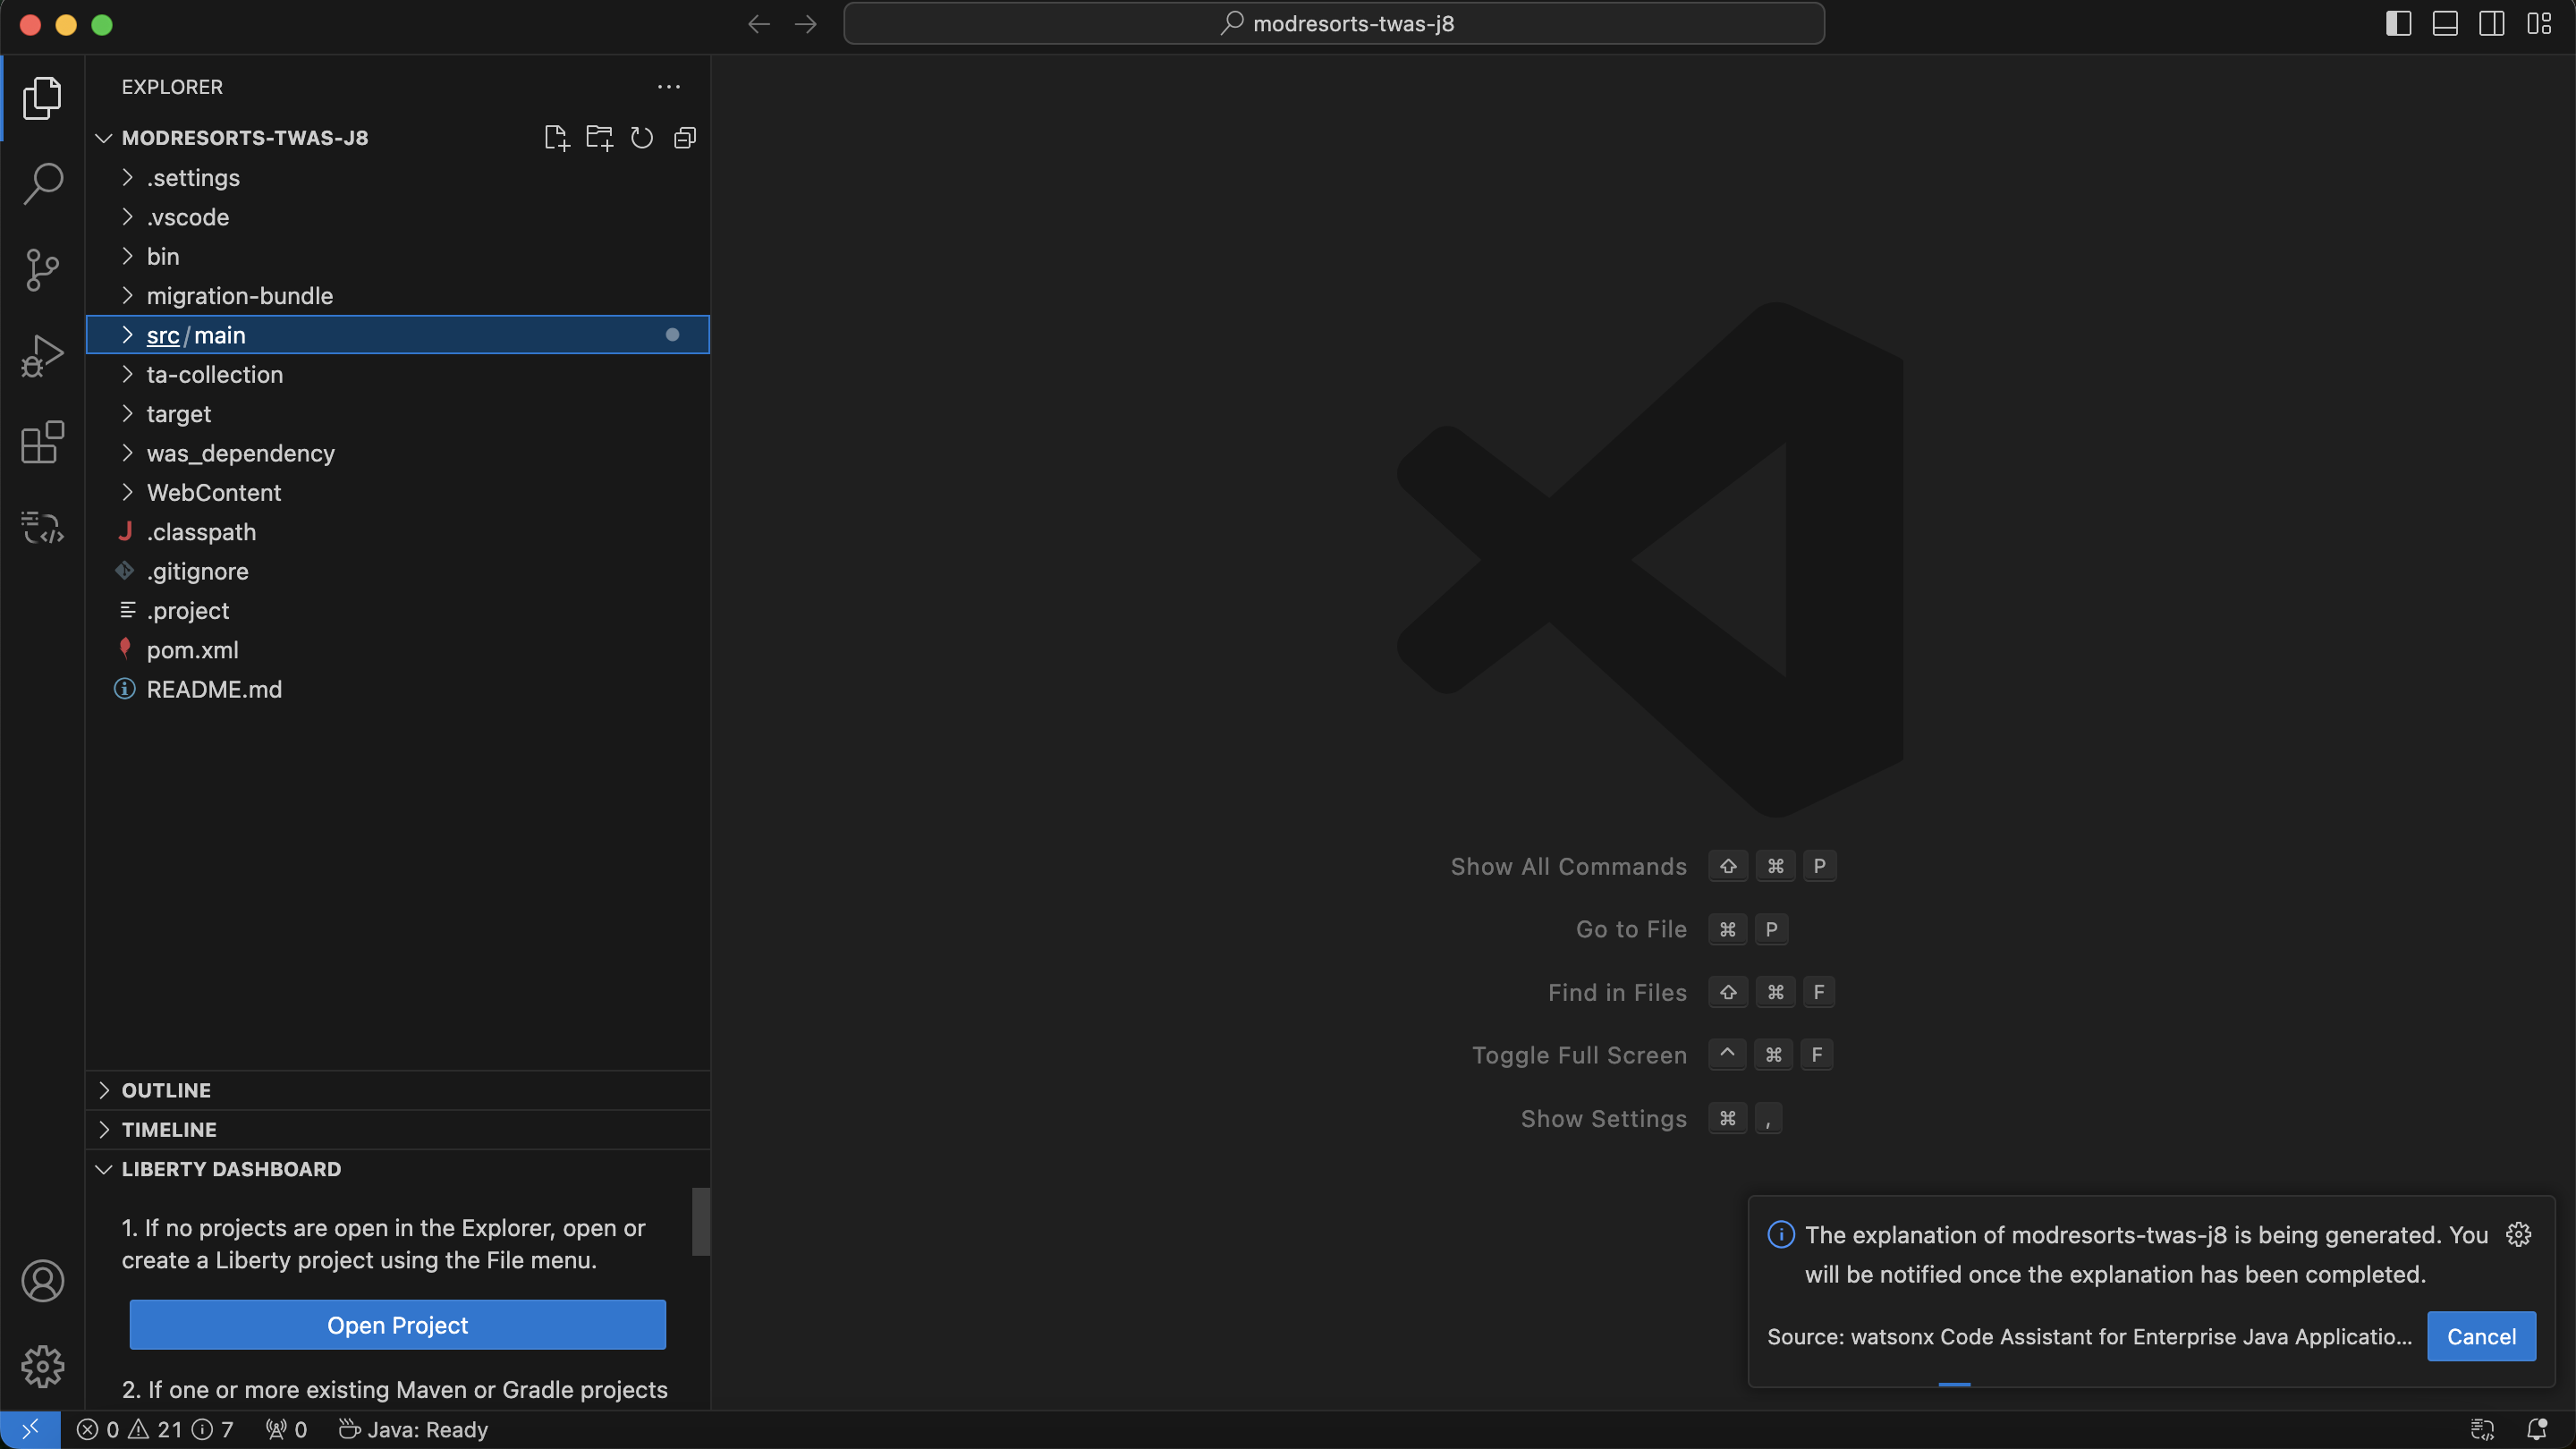 modresorts-twas-j8
EXPLORER
MODRESORTS-TWAS-J8
.settings
.vscode
bin
migration-bundle
src/main
ta-collection
target
was_dependency
WebContent
.classpath
.gitignore
.project
pom.xml
README.md
OUTLINE
TIMELINE
LIBERTY DASHBOARD
1. If no projects are open in the Explorer, open or
create a Liberty project using the File menu.
Open Project
2. If one or more existing Maven or Gradle projects
Show All Commands ⇧ ⌘ P
Go to File ⌘ P
Find in Files ⇧ ⌘ F
Toggle Full Screen ^ ⌘ F
Show Settings ⌘ ,
The explanation of modresorts-twas-j8 is being generated. You
will be notified once the explanation has been completed.
Source: watsonx Code Assistant for Enterprise Java Applicatio...
Cancel
0 21 7 0 Java: Ready